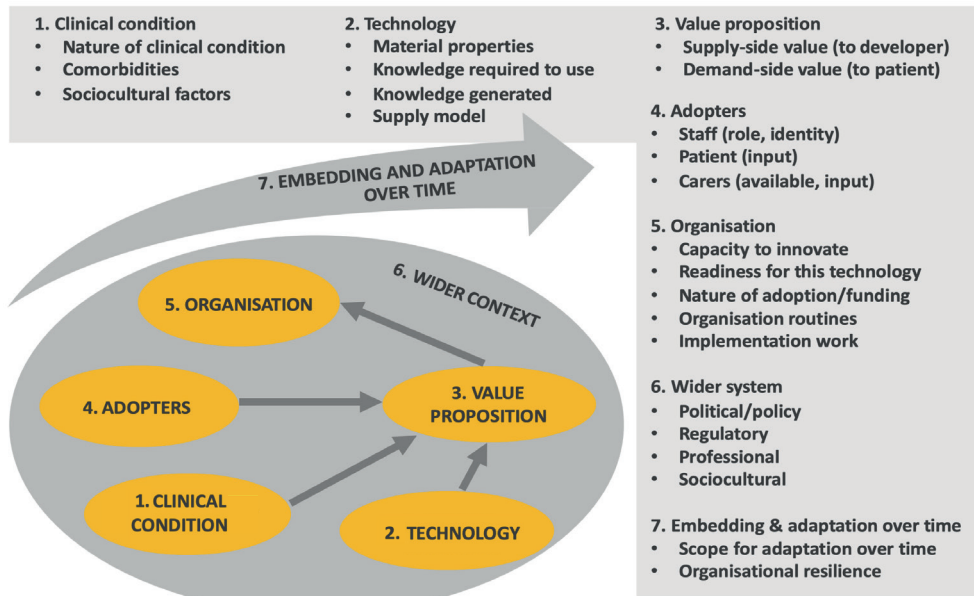 1. Clinical condition
• Nature of clinical condition
• Comorbidities
• Sociocultural factors
2. Technology
• Material properties
• Knowledge required to use
• Knowledge generated
• Supply model
3. Value proposition
• Supply-side value (to developer)
• Demand-side value (to patient)
4. Adopters
• Staff (role, identity)
• Patient (input)
• Carers (available, input)
5. Organisation
• Capacity to innovate
• Readiness for this technology
• Nature of adoption/funding
• Organisation routines
• Implementation work
6. Wider system
• Political/policy
• Regulatory
• Professional
• Sociocultural
7. Embedding & adaptation over time
• Scope for adaptation over time
• Organisational resilience
7. EMBEDDING AND ADAPTATION
OVER TIME
6. WIDER CONTEXT
5. ORGANISATION
4. ADOPTERS
3. VALUE
PROPOSITION
1. CLINICAL
CONDITION
2. TECHNOLOGY